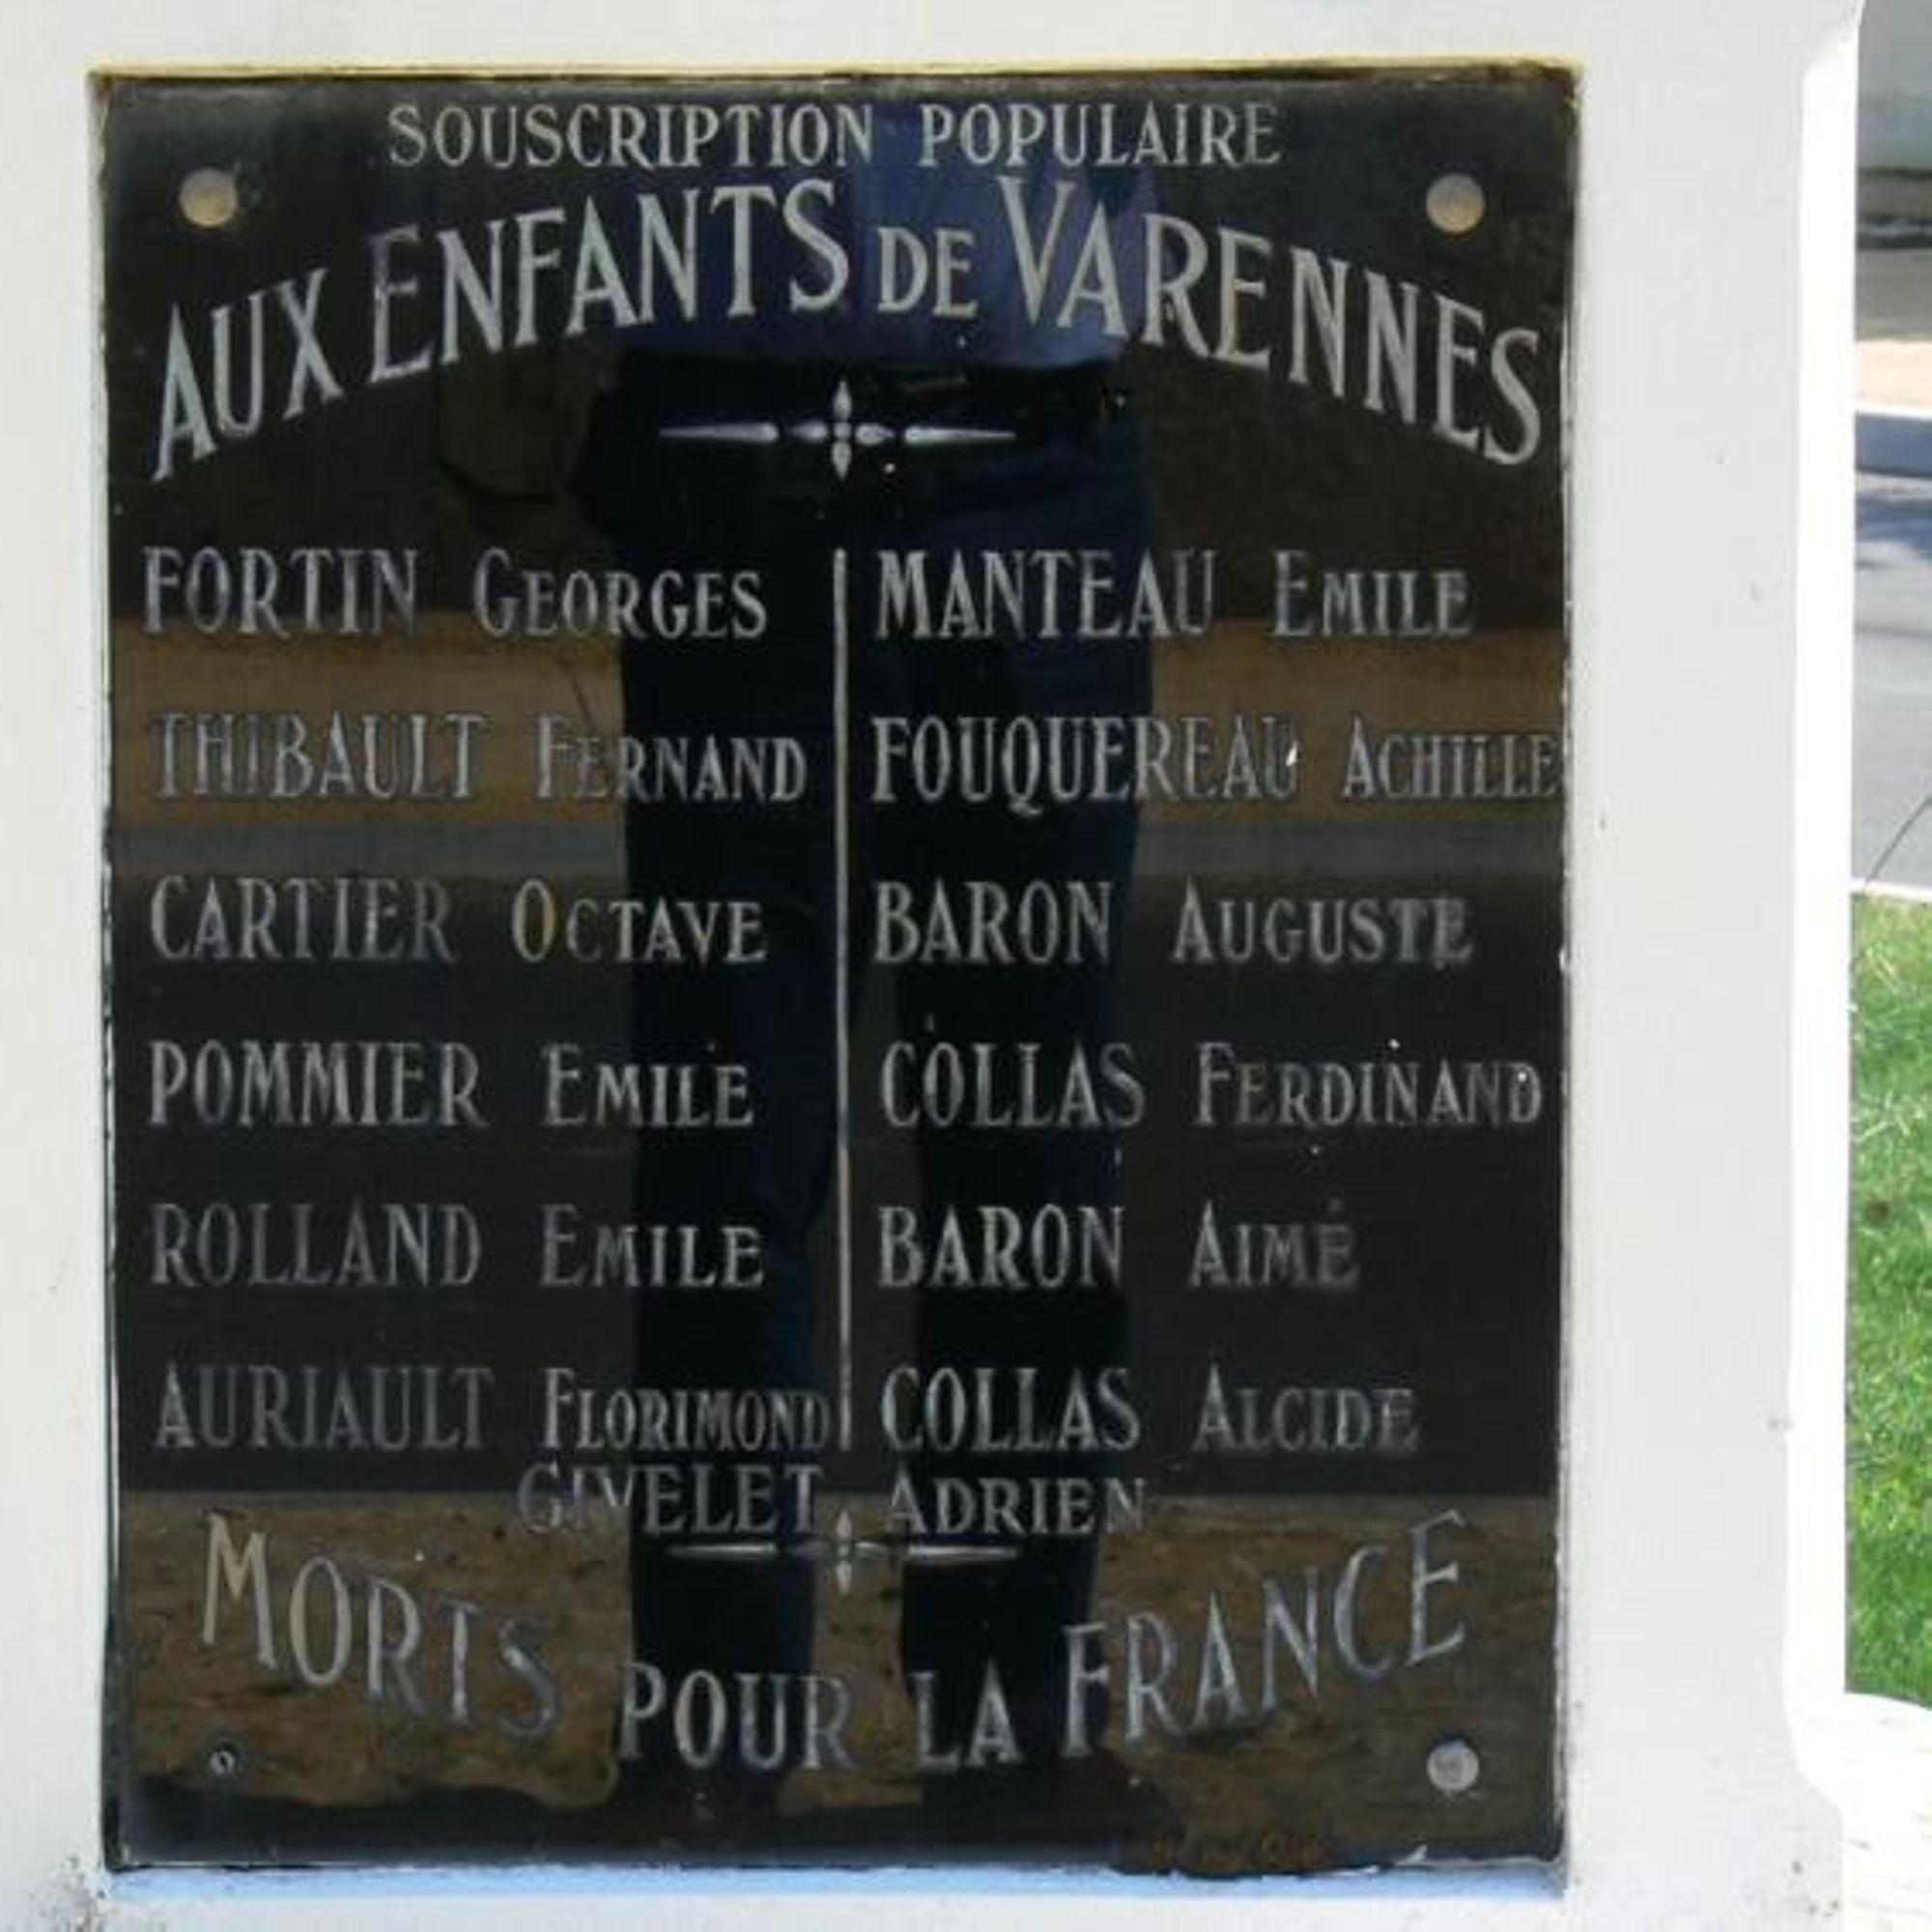 SOUSCRIPTION POPULAIRE
AUX ENFANTS DE VARENNES
FORTIN GEORGES
THIBAULT FERNAND
CARTIER OCTAVE
POMMIER EMILE
ROLLAND EMILE
AURIAULT FLORIMOND
MANTEAU EMILE
FOUQUEREAU ACHILLE
BARON AUGUSTE
COLLAS FERDINAND
BARON AIMÉ
COLLAS ALCIDE
GIVELET ADRIEN
MORTS POUR LA FRANCE